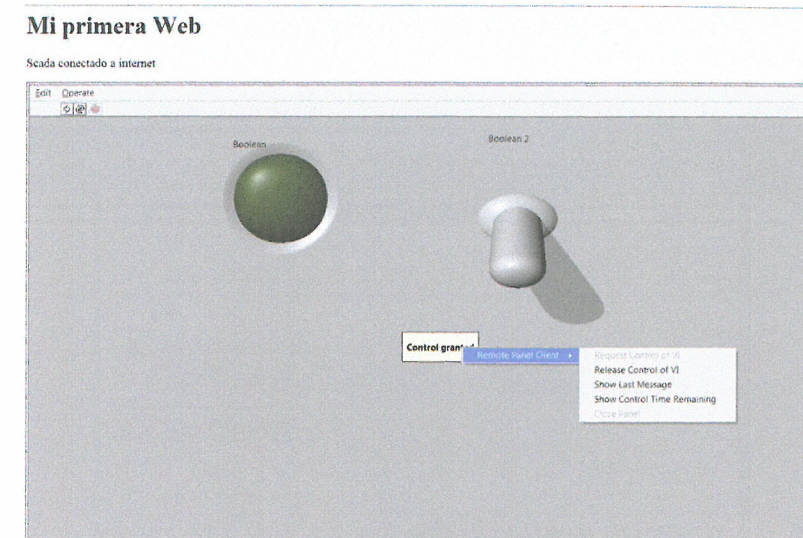 Mi primera Web
Scada conectado a internet
Edit Operate
Boolean
Boolean 2
Control granted
Remote Panel Client
Request Control of VI
Release Control of VI
Show Last Message
Show Control Time Remaining
Close Panel